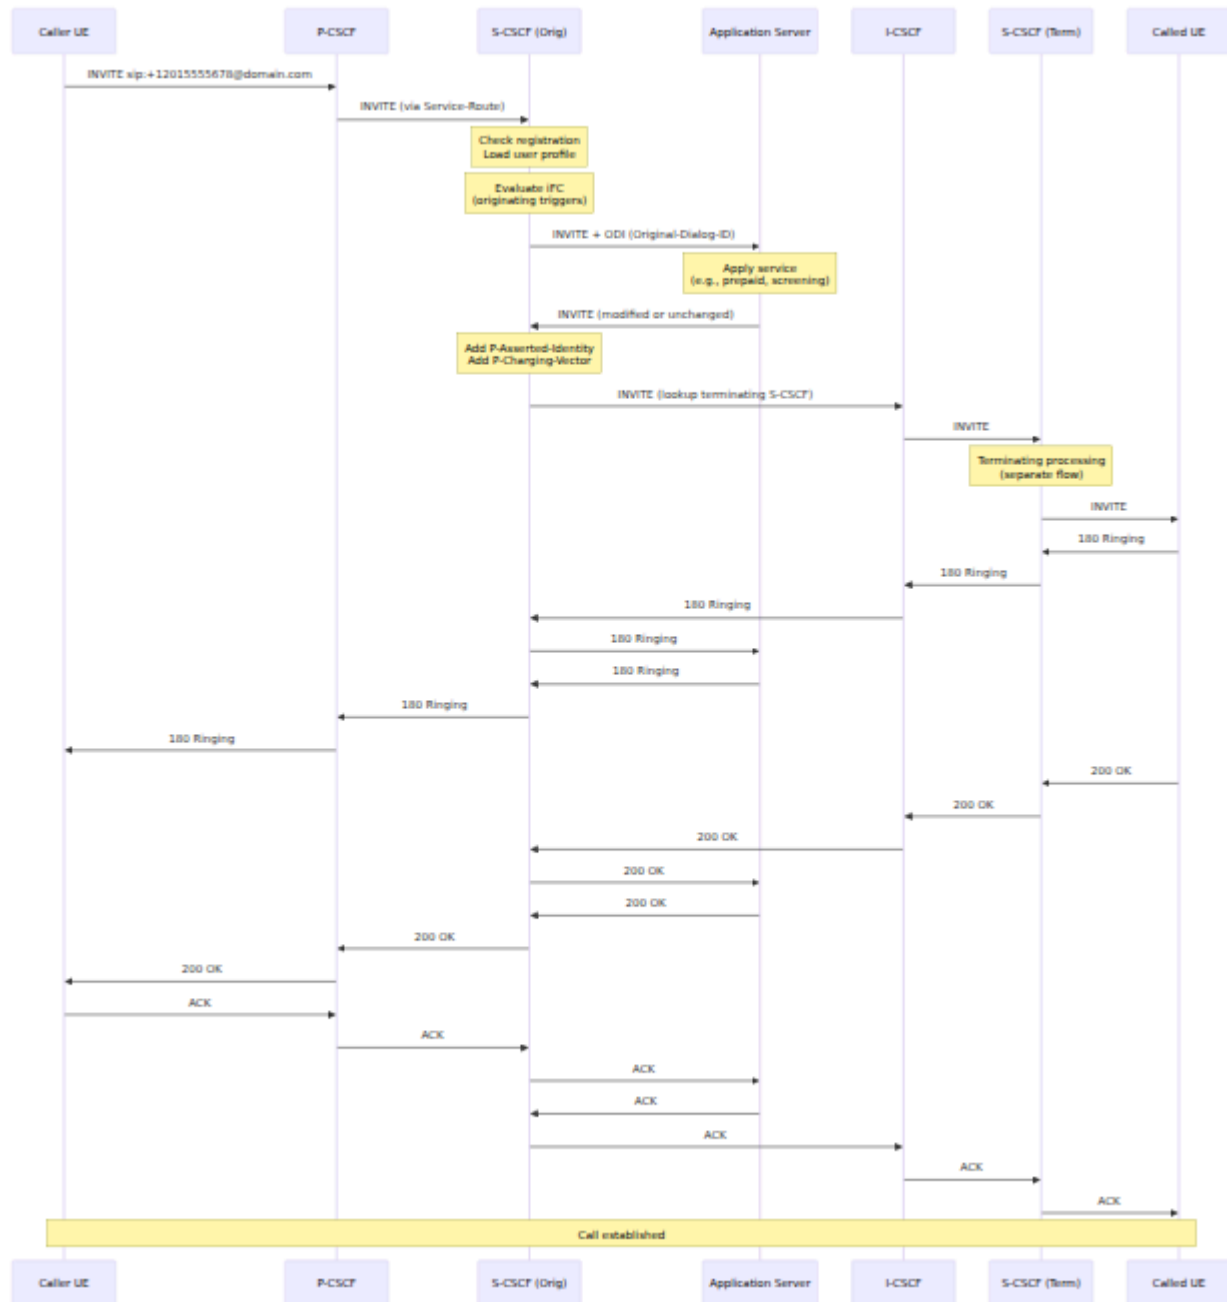 Caller UE
P-CSCF
S-CSCF (Orig)
Application Server
I-CSCF
S-CSCF (Term)
Called UE
INVITE sip:+12015555678@domain.com
INVITE (via Service-Route)
Check registration
Load user profile
Evaluate iFC
(originating triggers)
INVITE + ODI (Original-Dialog-ID)
Apply service
(e.g., prepaid, screening)
INVITE (modified or unchanged)
Add P-Asserted-Identity
Add P-Charging-Vector
INVITE (lookup terminating S-CSCF)
INVITE
Terminating processing
(separate flow)
INVITE
180 Ringing
180 Ringing
180 Ringing
180 Ringing
180 Ringing
180 Ringing
180 Ringing
200 OK
200 OK
200 OK
200 OK
200 OK
200 OK
200 OK
ACK
ACK
ACK
ACK
ACK
ACK
ACK
Call established
Caller UE
P-CSCF
S-CSCF (Orig)
Application Server
I-CSCF
S-CSCF (Term)
Called UE